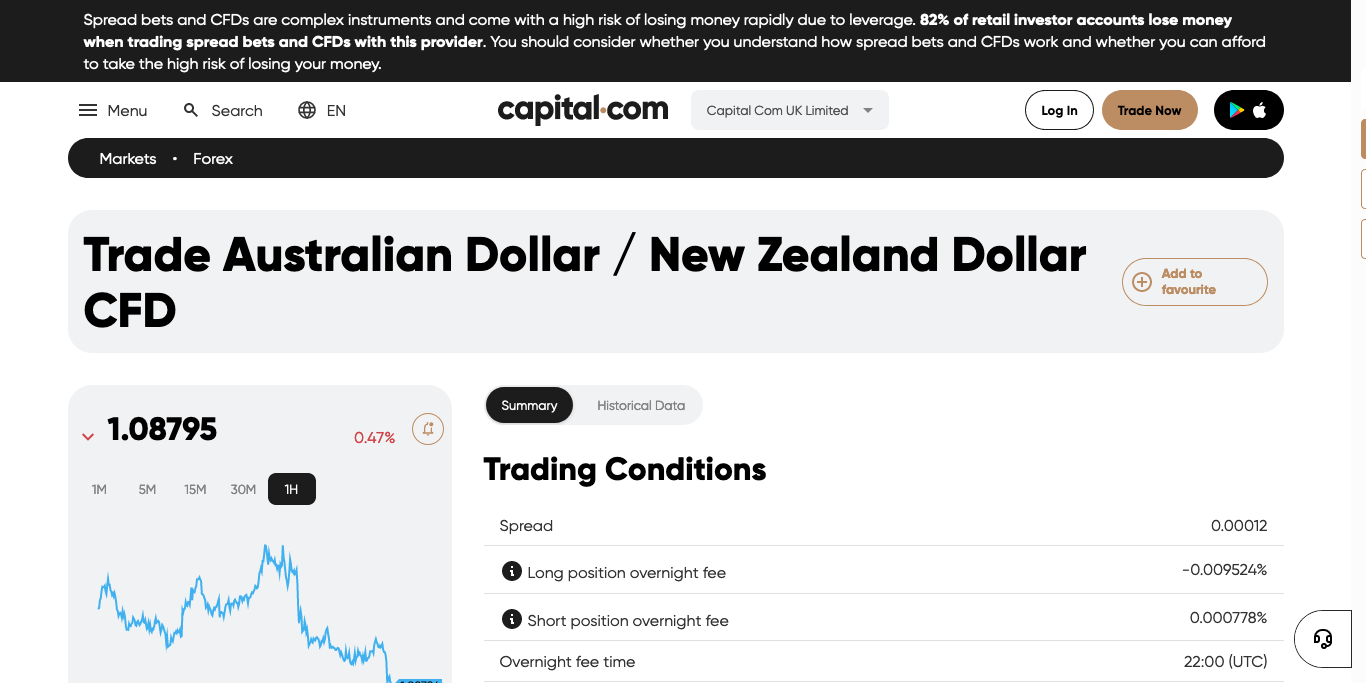 Spread bets and CFDs are complex instruments and come with a high risk of losing money rapidly due to leverage. 82% of retail investor accounts lose money
when trading spread bets and CFDs with this provider. You should consider whether you understand how spread bets and CFDs work and whether you can afford
to take the high risk of losing your money.
Menu
Search
EN
capital.com
Capital Com UK Limited
Log In
Trade Now
Markets • Forex
Trade Australian Dollar / New Zealand Dollar
CFD
Add to
favourite
1.08795
0.47%
1M 5M 15M 30M 1H
Summary
Historical Data
Trading Conditions
Spread 0.00012
Long position overnight fee -0.009524%
Short position overnight fee 0.000778%
Overnight fee time 22:00 (UTC)